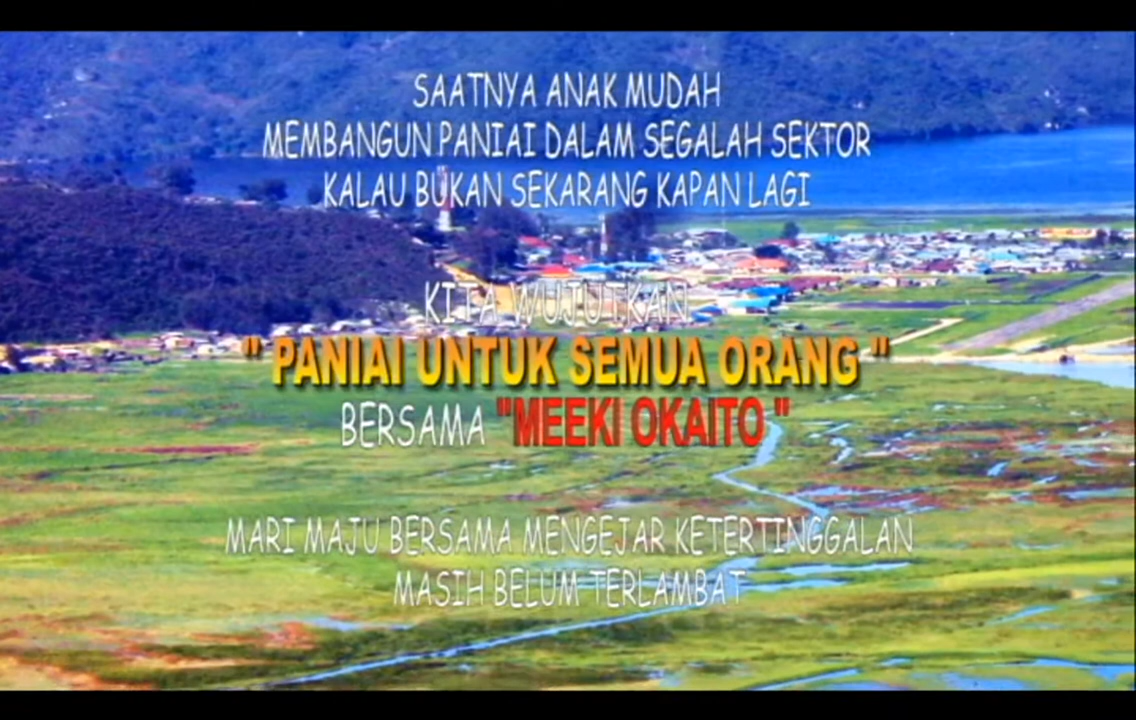 SAATNYA ANAK MUDAH
MEMBANGUN PANIAI DALAM SEGALAH SEKTOR
KALAU BUKAN SEKARANG KAPAN LAGI
KITA WUJUTKAN
" PANIAI UNTUK SEMUA ORANG "
BERSAMA "MEEKI OKAITO "
MARI MAJU BERSAMA MENGEJAR KETERTINGGALAN
MASIH BELUM TERLAMBAT